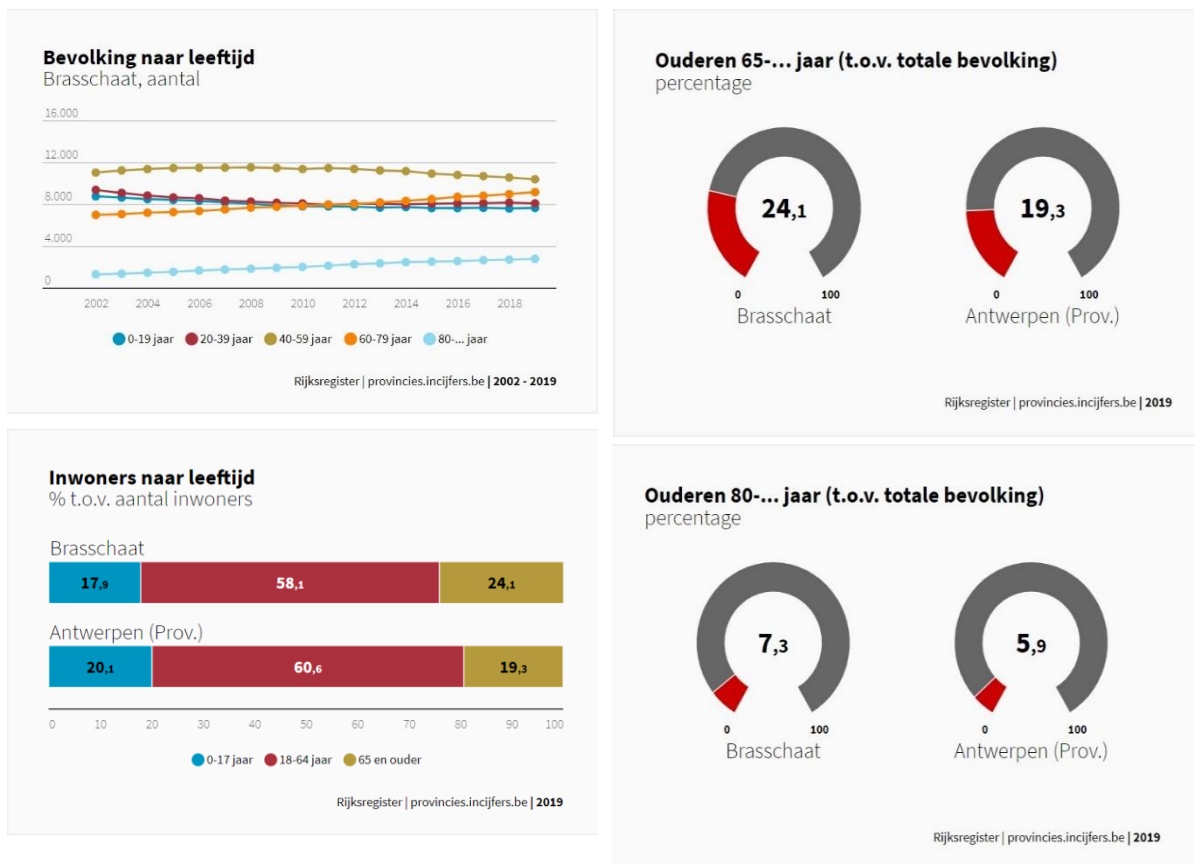 Bevolking naar leeftijd
Brasschaat, aantal
16.000
12.000
8.000
4.000
0
2002 2004 2006 2008 2010 2012 2014 2016 2018
0-19 jaar 20-39 jaar 40-59 jaar 60-79 jaar 80-... jaar
Rijksregister | provincies.incijfers.be | 2002 - 2019
Ouderen 65-... jaar (t.o.v. totale bevolking)
percentage
24,1 19,3
0 100 0 100
Brasschaat Antwerpen (Prov.)
Rijksregister | provincies.incijfers.be | 2019
Inwoners naar leeftijd
% t.o.v. aantal inwoners
Brasschaat
17,9 58,1 24,1
Antwerpen (Prov.)
20,1 60,6 19,3
0 10 20 30 40 50 60 70 80 90 100
0-17 jaar 18-64 jaar 65 en ouder
Rijksregister | provincies.incijfers.be | 2019
Ouderen 80-... jaar (t.o.v. totale bevolking)
percentage
7,3 5,9
0 100 0 100
Brasschaat Antwerpen (Prov.)
Rijksregister | provincies.incijfers.be | 2019